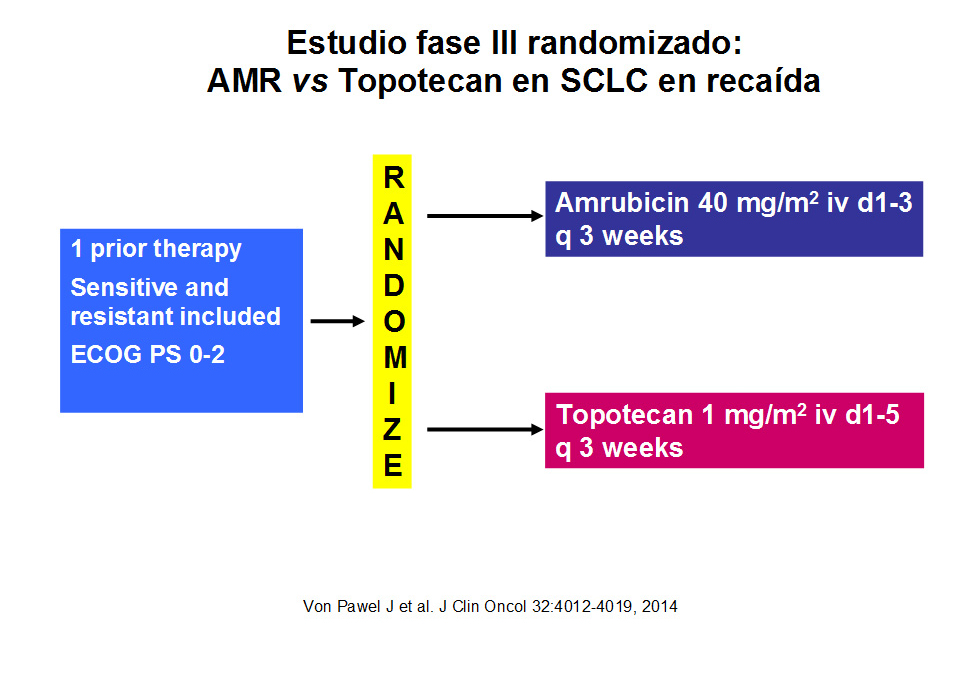 Estudio fase III randomizado:
AMR vs Topotecan en SCLC en recaída
1 prior therapy
Sensitive and
resistant included
ECOG PS 0-2
R
A
N
D
O
M
I
Z
E
Amrubicin 40 mg/m² iv d1-3
q 3 weeks
Topotecan 1 mg/m² iv d1-5
q 3 weeks
Von Pawel J et al. J Clin Oncol 32:4012-4019, 2014